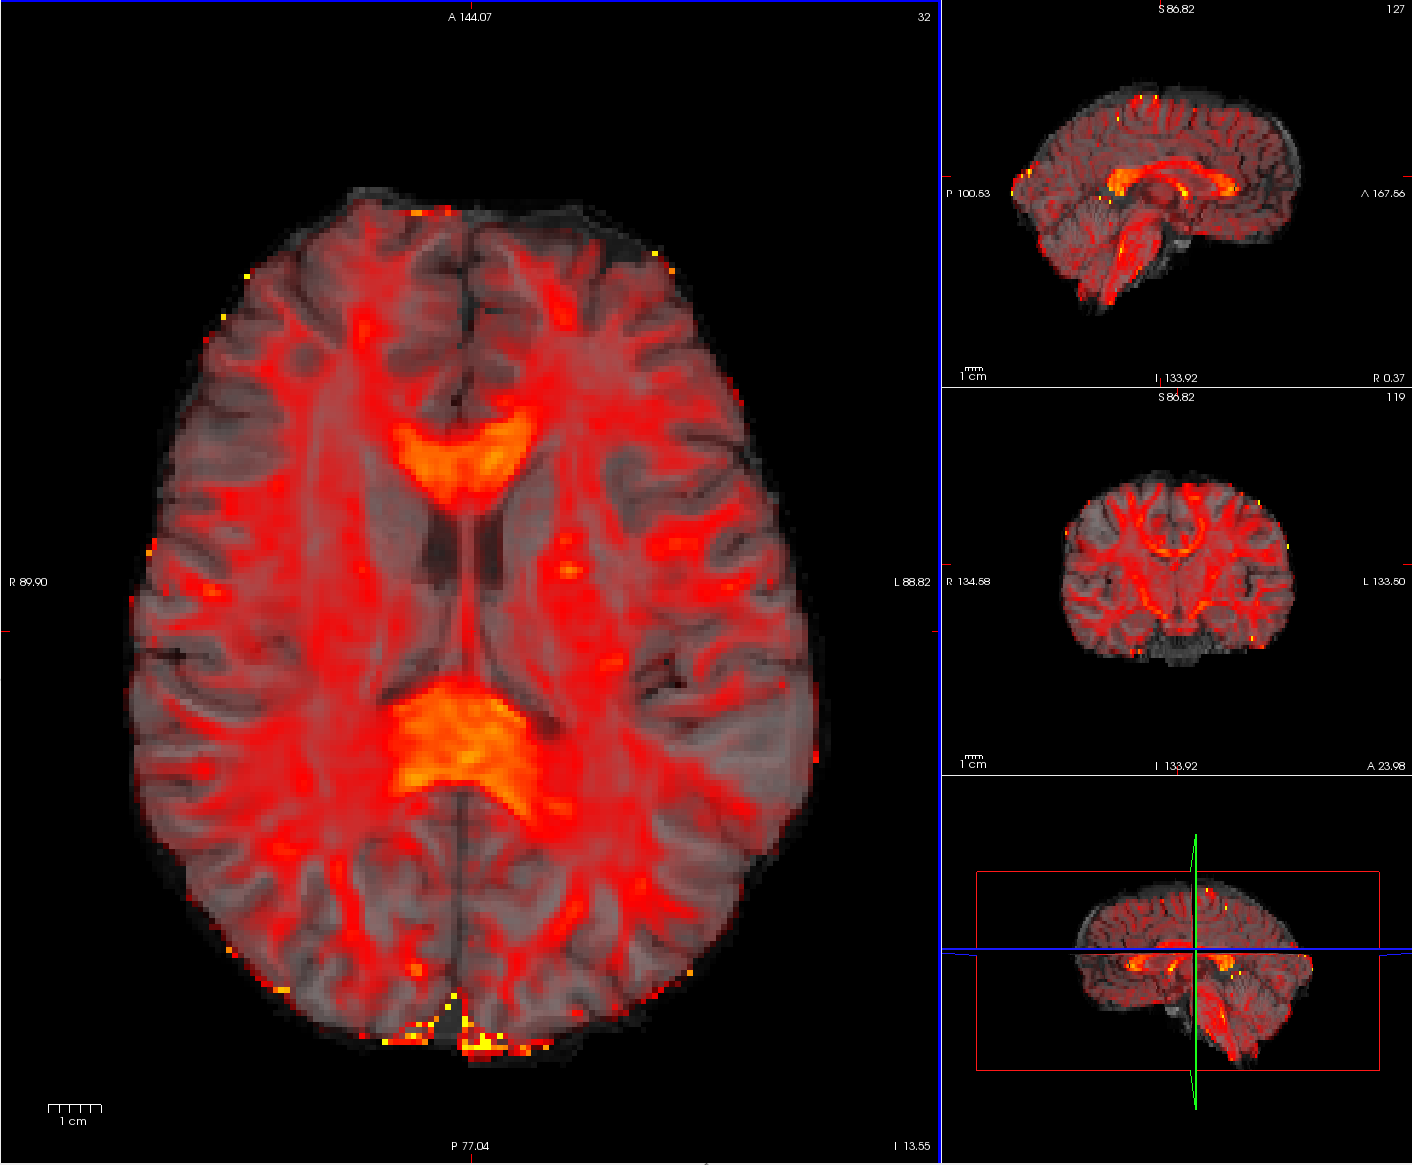 A 144.07
32
R 89.90
L 88.82
1 cm
P 77.04
I 13.55
S 86.82
127
P 100.53
A 167.56
1 cm
I 133.92
R 0.37
S 86.82
119
R 134.58
L 133.50
1 cm
I 133.92
A 23.98